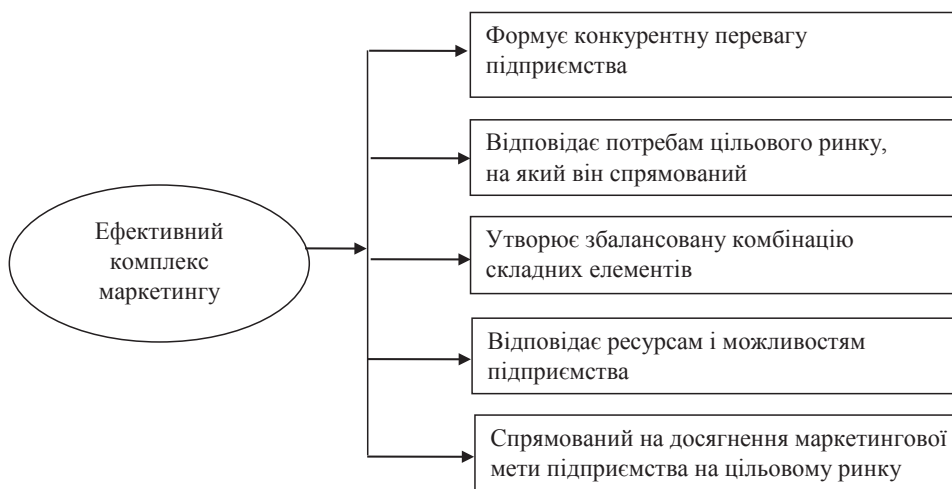 Формує конкурентну перевагу
підприємства
Відповідає потребам цільового ринку,
на який він спрямований
Ефективний
комплекс
маркетингу
Утворює збалансовану комбінацію
складних елементів
Відповідає ресурсам і можливостям
підприємства
Спрямований на досягнення маркетингової
мети підприємства на цільовому ринку